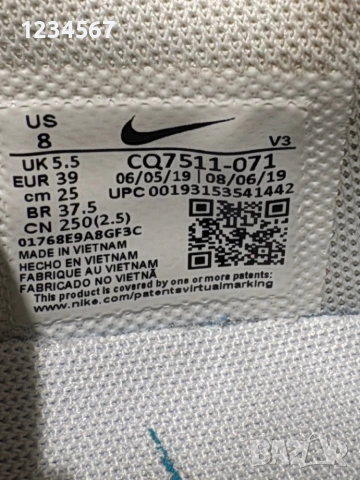 1234567
US
8
V3
UK 5.5
EUR 39
cm 25
BR 37.5
CN 250(2.5)
01768E9A8GF3C
CQ7511-071
06/05/19 | 08/06/19
UPC 00193153541442
MADE IN VIETNAM
HECHO EN VIETNAM
FABRIQUE AU VIETNAM
FABRICADO NO VIETNÃ
This product is covered by one or more patents:
www.nike.com/patentsvirtualmarking
bazar.bg